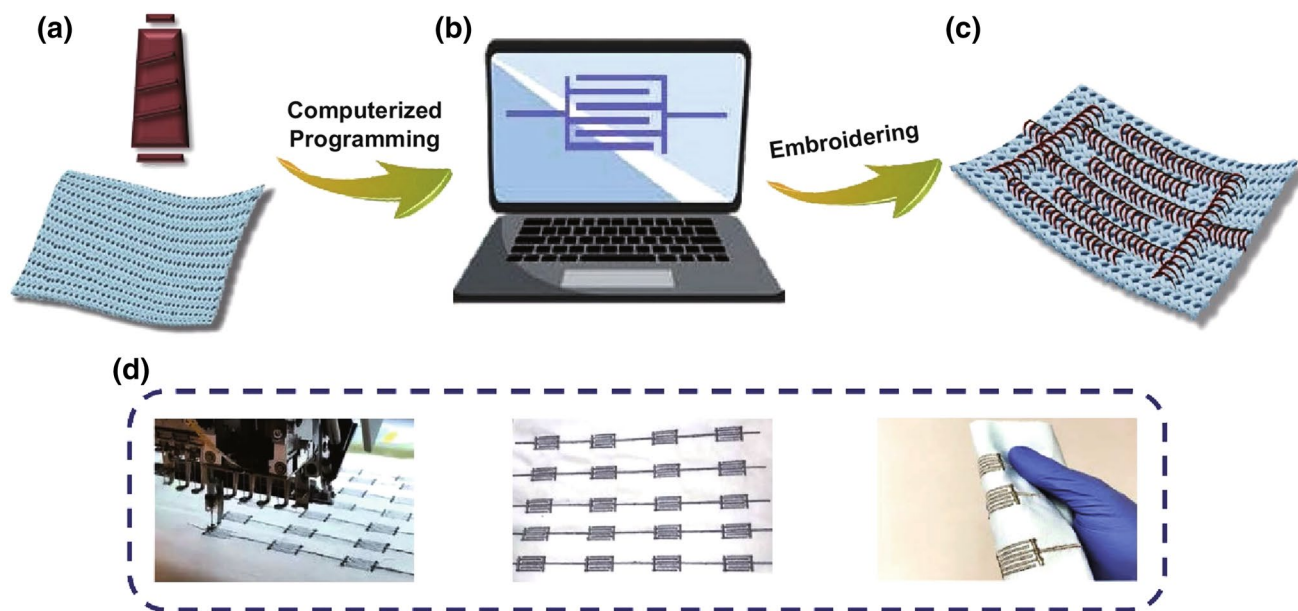 (a)
(b)
(c)
Computerized
Programming
Embroidering
(d)